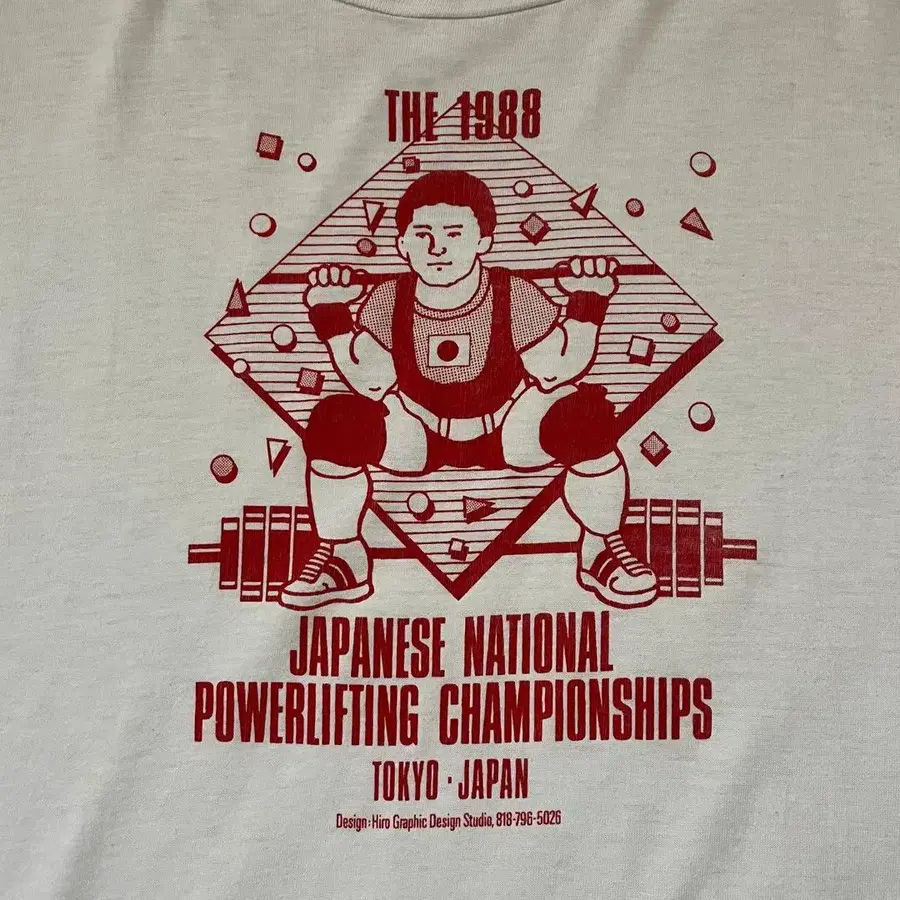 THE 1988
JAPANESE NATIONAL
POWERLIFTING CHAMPIONSHIPS
TOKYO · JAPAN
Design: Hiro Graphic Design Studio, 818-796-5026